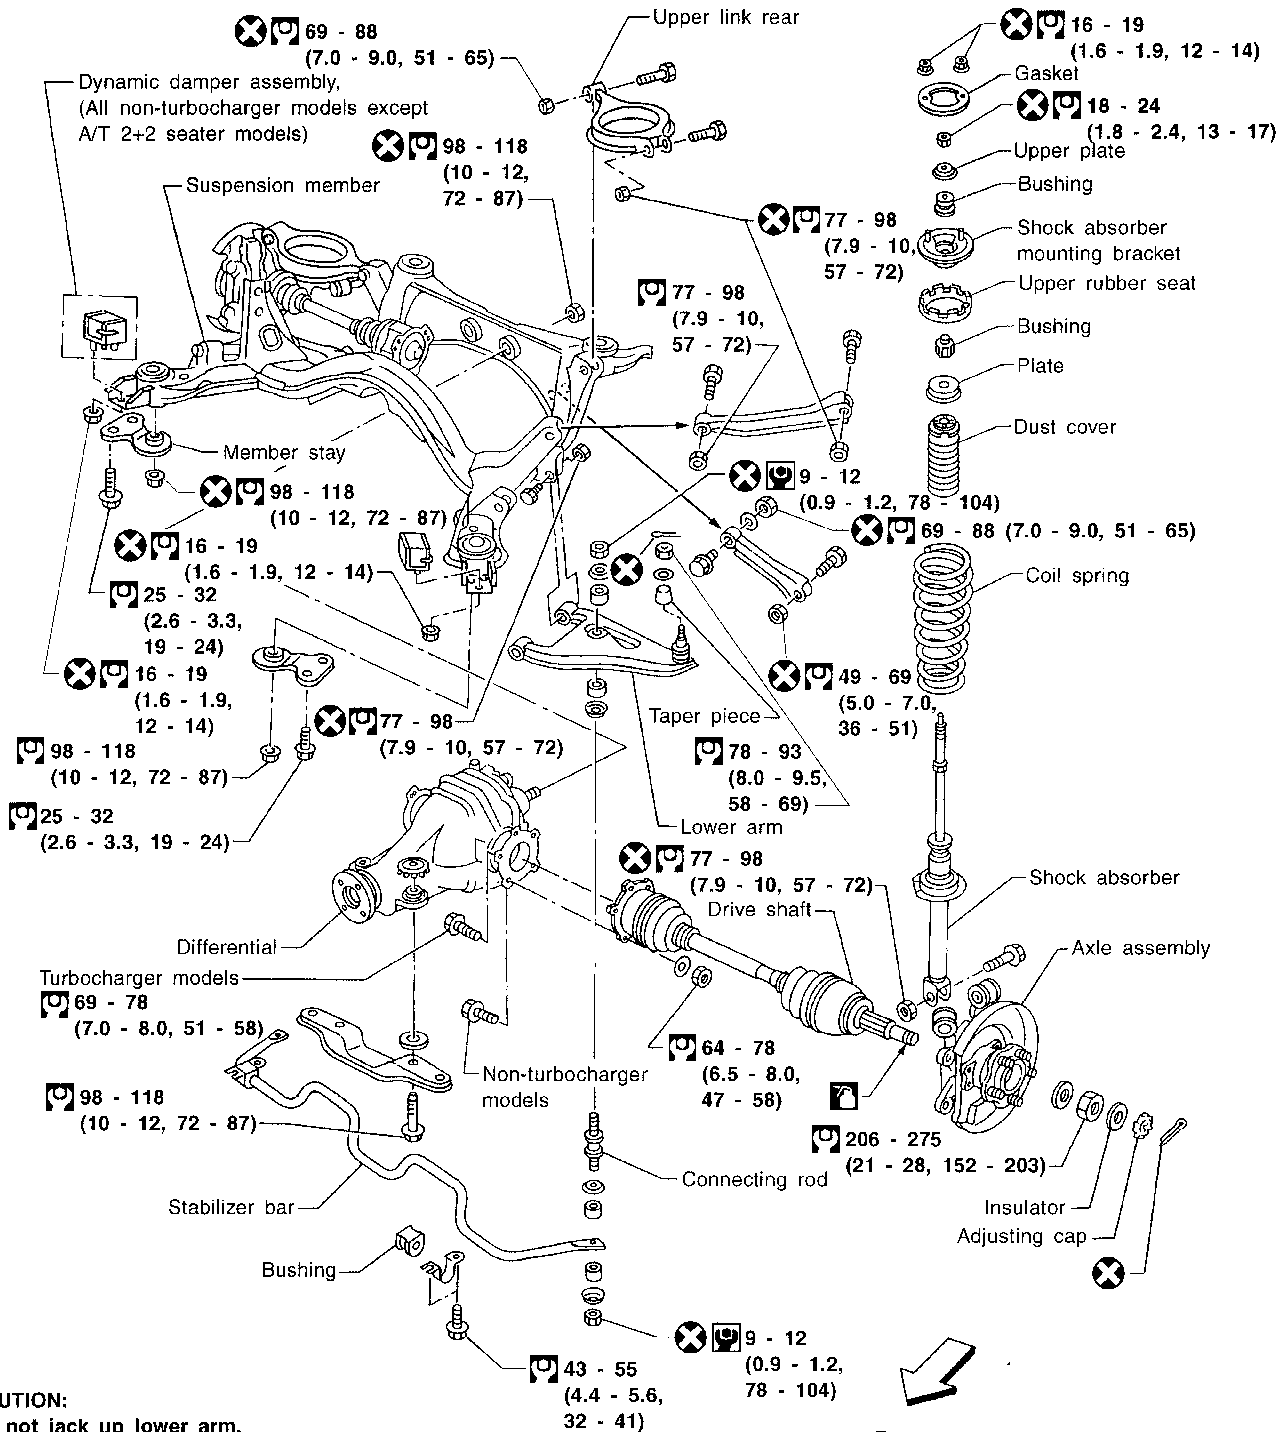 69 - 88
(7.0 - 9.0, 51 - 65)
Upper link rear
16 - 19
(1.6 - 1.9, 12 - 14)
Gasket
18 - 24
(1.8 - 2.4, 13 - 17)
Upper plate
Bushing
Shock absorber
mounting bracket
Upper rubber seat
Bushing
Plate
Dust cover
Dynamic damper assembly,
(All non-turbocharger models except
A/T 2+2 seater models)
98 - 118
(10 - 12,
72 - 87)
Suspension member
77 - 98
(7.9 - 10,
57 - 72)
77 - 98
(7.9 - 10,
57 - 72)
Member stay
98 - 118
(10 - 12, 72 - 87)
9 - 12
(0.9 - 1.2, 78 - 104)
69 - 88 (7.0 - 9.0, 51 - 65)
16 - 19
(1.6 - 1.9, 12 - 14)
Coil spring
25 - 32
(2.6 - 3.3,
19 - 24)
16 - 19
(1.6 - 1.9,
12 - 14)
49 - 69
(5.0 - 7.0,
36 - 51)
Taper piece
77 - 98
(7.9 - 10, 57 - 72)
98 - 118
(10 - 12, 72 - 87)
78 - 93
(8.0 - 9.5,
58 - 69)
25 - 32
(2.6 - 3.3, 19 - 24)
Lower arm
77 - 98
(7.9 - 10, 57 - 72)
Drive shaft
Shock absorber
Differential
Axle assembly
Turbocharger models
69 - 78
(7.0 - 8.0, 51 - 58)
64 - 78
(6.5 - 8.0,
47 - 58)
Non-turbocharger
models
98 - 118
(10 - 12, 72 - 87)
206 - 275
(21 - 28, 152 - 203)
Connecting rod
Stabilizer bar
Insulator
Adjusting cap
Bushing
9 - 12
(0.9 - 1.2,
78 - 104)
43 - 55
(4.4 - 5.6,
32 - 41)
UTION:
not jack up lower arm.